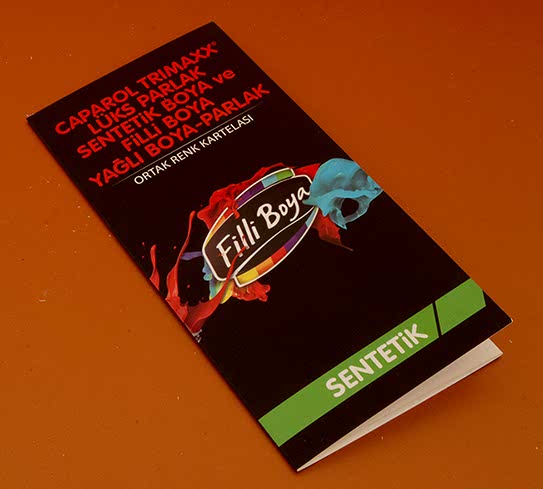 CAPAROL TRIMAXX®
LÜKS PARLAK
SENTETİK BOYA ve
FİLLİ BOYA
YAĞLI BOYA-PARLAK
ORTAK RENK KARTELASI
Filli Boya
SENTETİK